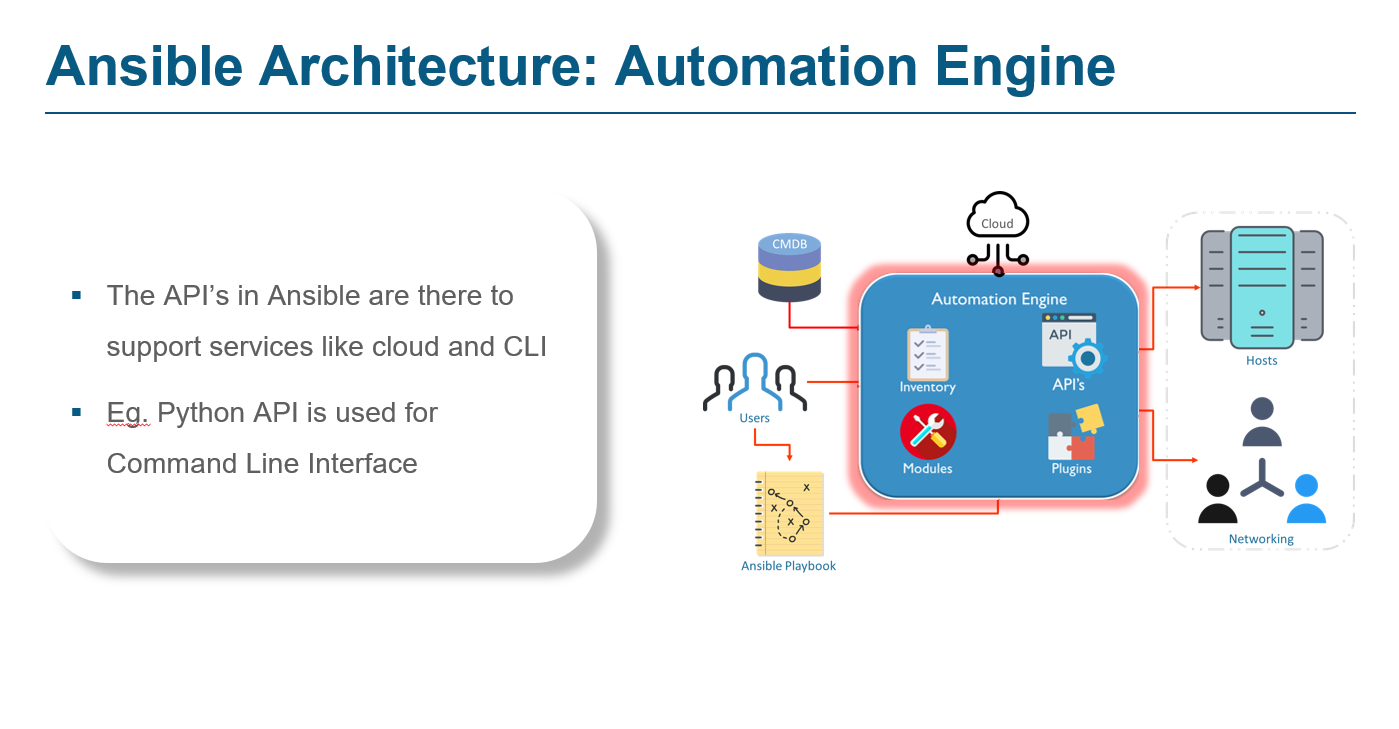 Ansible Architecture: Automation Engine
The API’s in Ansible are there to
support services like cloud and CLI
Eg. Python API is used for
Command Line Interface
Cloud
CMDB
Automation Engine
API
Inventory
API's
Users
Modules
Plugins
Hosts
x
x
x
Ansible Playbook
Networking